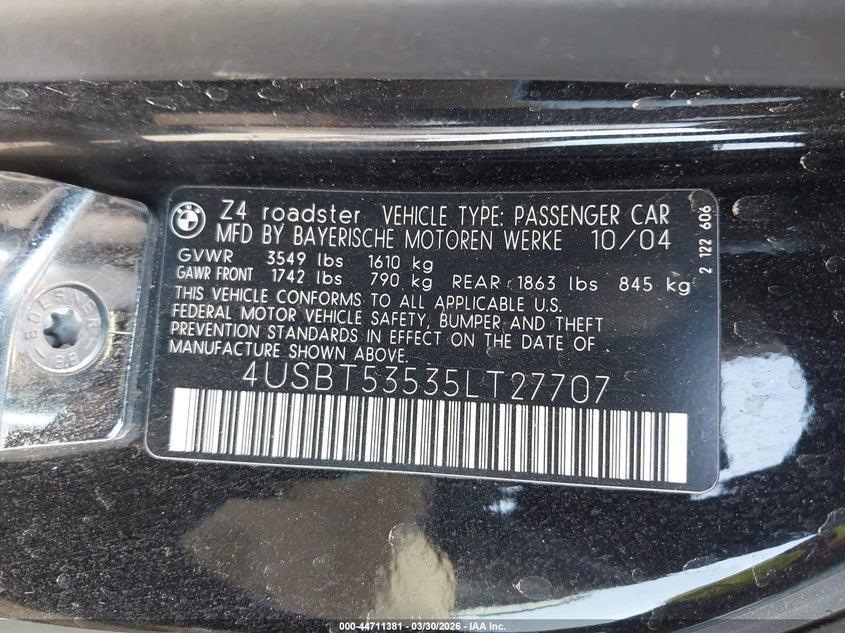 Z4 roadster VEHICLE TYPE: PASSENGER CAR
MFD BY BAYERISCHE MOTOREN WERKE 10/04
GVWR 3549 lbs 1610 kg
GAWR FRONT 1742 lbs 790 kg REAR: 1863 lbs 845 kg
THIS VEHICLE CONFORMS TO ALL APPLICABLE U.S.
FEDERAL MOTOR VEHICLE SAFETY, BUMPER AND THEFT
PREVENTION STANDARDS IN EFFECT ON THE DATE OF
MANUFACTURE SHOWN ABOVE.
4USBT53535LT27707
2 122 606
BOELLNER
000-44711381 | 03/30/2026 - IAA Inc.